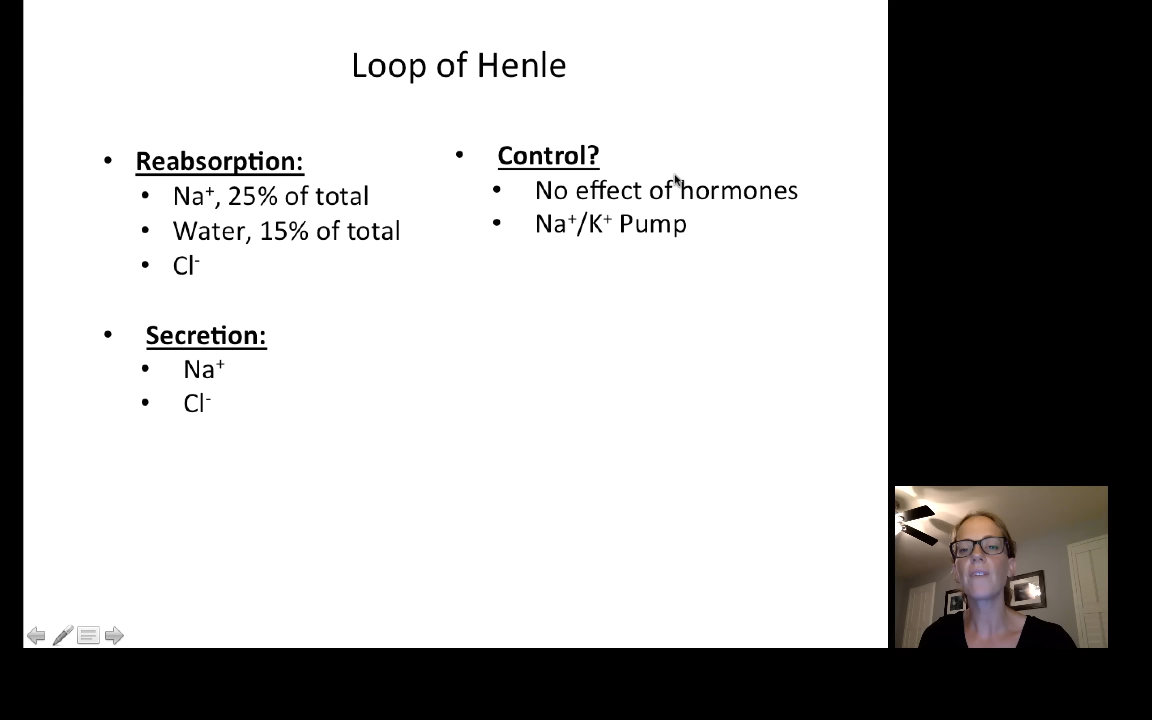 Loop of Henle
• Reabsorption:
• Na⁺, 25% of total
• Water, 15% of total
• Cl⁻
• Secretion:
• Na⁺
• Cl⁻
• Control?
• No effect of hormones
• Na⁺/K⁺ Pump